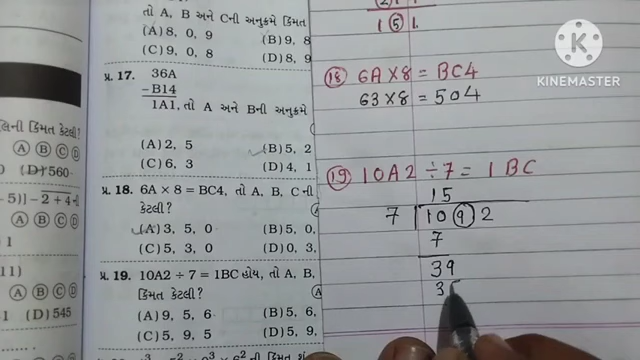 તો A, B અને Cની અનુક્રમે કિંમત
(A) 8, 0, 9
(B) 9, 8
(C) 9, 0, 8
(D) 8, 9
પ્ર. 17. 36A
– B14
1A1, તો A અને Bની અનુક્રમે
(A) 2, 5
(B) 5, 2
(C) 6, 3
(D) 4, 1
પ્ર. 18. 6A × 8 = BC4, તો A, B, C ની
કેટલી?
(A) 3, 5, 0
(B) 5, 0,
(C) 5, 3, 0
(D) 0, 3,
પ્ર. 19. 10A2 ÷ 7 = 1BC હોય, તો A, B,
કિંમત કેટલી?
(A) 9, 5, 6
(B) 5, 6,
(C) 5, 9, 5
(D) 5, 9,
કિંમત કેટલી?
A B C D
(D) 560
- 5)] – 2 + 4 ની
A B C D
A B C D
(D) 545
1 5 1
18 6A × 8 = BC4
63 × 8 = 504
19 10A2 ÷ 7 = 1BC
15
7 10 9 2
7
39
35
KINEMASTER